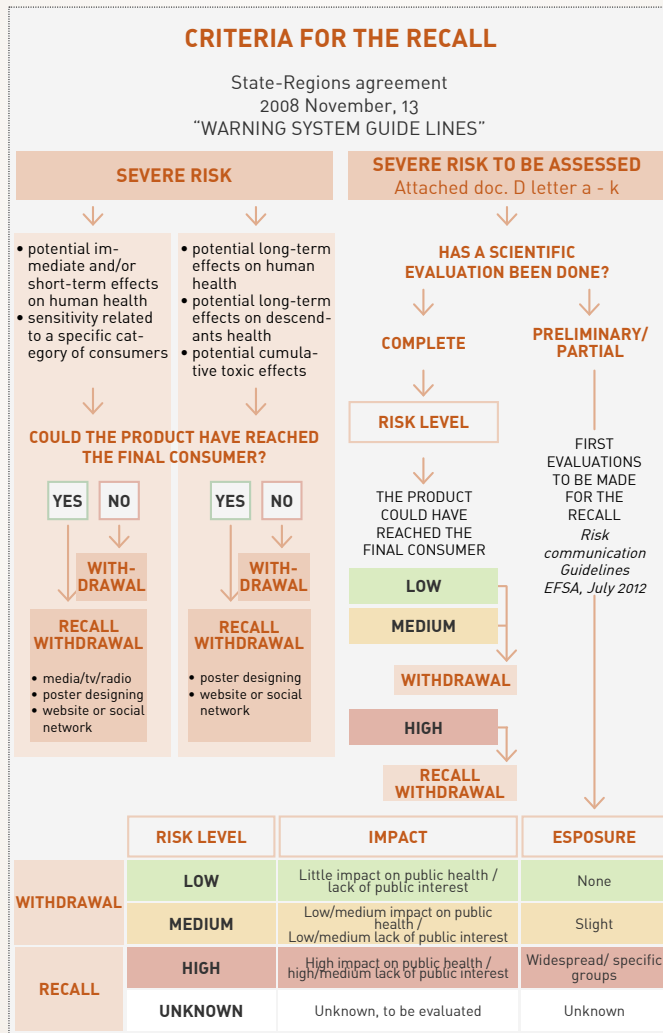 CRITERIA FOR THE RECALL
State-Regions agreement
2008 November, 13
“WARNING SYSTEM GUIDE LINES”
SEVERE RISK
• potential im-
mediate and/or
short-term effects
on human health
• sensitivity related
to a specific cat-
egory of consumers
• potential long-term
effects on human
health
• potential long-term
effects on descend-
ants health
• potential cumula-
tive toxic effects
COULD THE PRODUCT HAVE REACHED
THE FINAL CONSUMER?
YES
NO
WITH-
DRAWAL
RECALL
WITHDRAWAL
• media/tv/radio
• poster designing
• website or social
network
YES
NO
WITH-
DRAWAL
RECALL
WITHDRAWAL
• poster designing
• website or social
network
SEVERE RISK TO BE ASSESSED
Attached doc. D letter a - k
HAS A SCIENTIFIC
EVALUATION BEEN DONE?
COMPLETE
RISK LEVEL
THE PRODUCT
COULD HAVE
REACHED THE
FINAL CONSUMER
LOW
MEDIUM
WITHDRAWAL
HIGH
RECALL
WITHDRAWAL
PRELIMINARY/
PARTIAL
FIRST
EVALUATIONS
TO BE MADE
FOR THE
RECALL
Risk
communication
Guidelines
EFSA, July 2012
RISK LEVEL
IMPACT
ESPOSURE
WITHDRAWAL
LOW
Little impact on public health /
lack of public interest
None
MEDIUM
Low/medium impact on public
health /
Low/medium lack of public interest
Slight
RECALL
HIGH
High impact on public health /
high/medium lack of public interest
Widespread/ specific
groups
UNKNOWN
Unknown, to be evaluated
Unknown